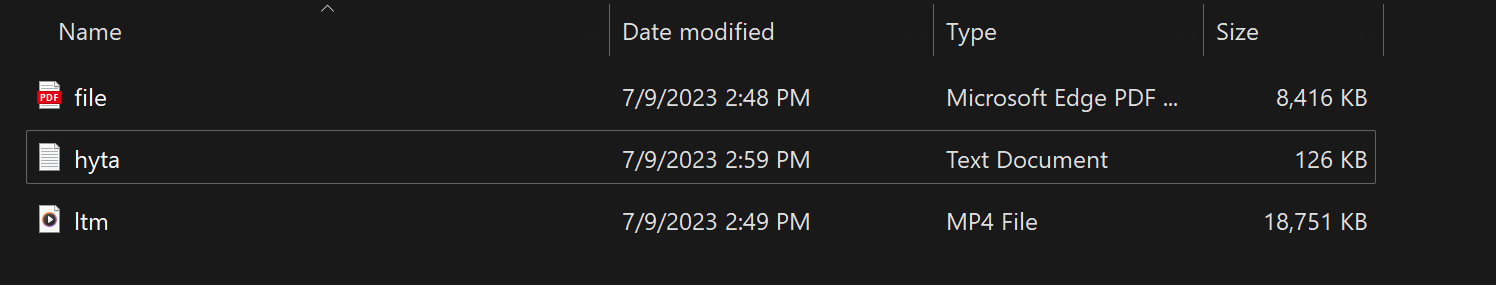 Name Date modified Type Size
PDF file 7/9/2023 2:48 PM Microsoft Edge PDF ... 8,416 KB
hyta 7/9/2023 2:59 PM Text Document 126 KB
ltm 7/9/2023 2:49 PM MP4 File 18,751 KB